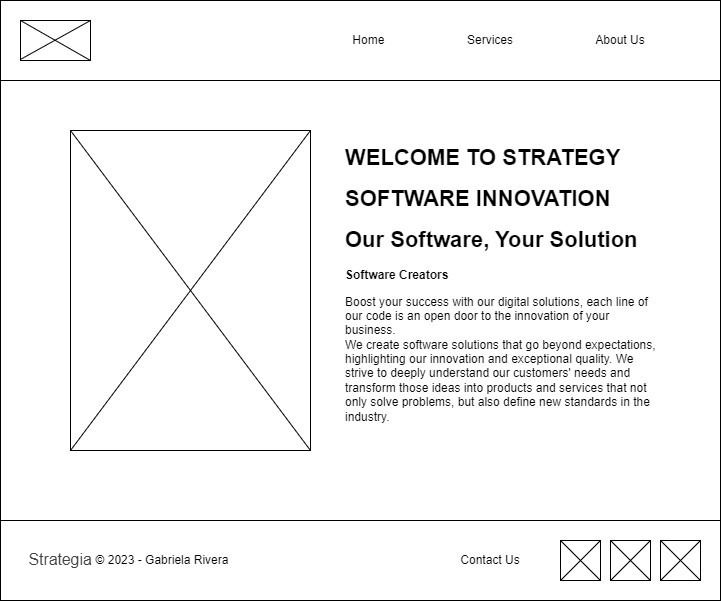 Home Services About Us
WELCOME TO STRATEGY
SOFTWARE INNOVATION
Our Software, Your Solution
Software Creators
Boost your success with our digital solutions, each line of
our code is an open door to the innovation of your
business.
We create software solutions that go beyond expectations,
highlighting our innovation and exceptional quality. We
strive to deeply understand our customers' needs and
transform those ideas into products and services that not
only solve problems, but also define new standards in the
industry.
Strategia © 2023 - Gabriela Rivera Contact Us